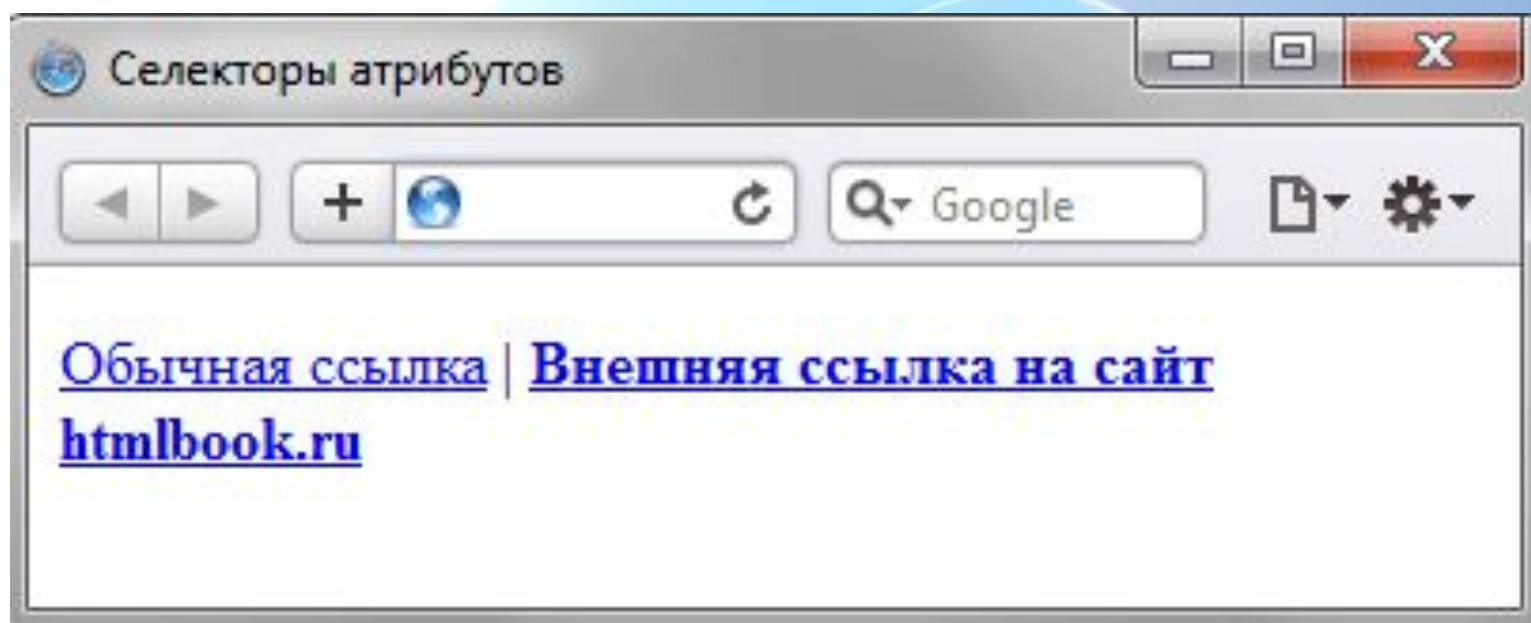 Селекторы атрибутов
Google
Обычная ссылка | Внешняя ссылка на сайт
htmlbook.ru